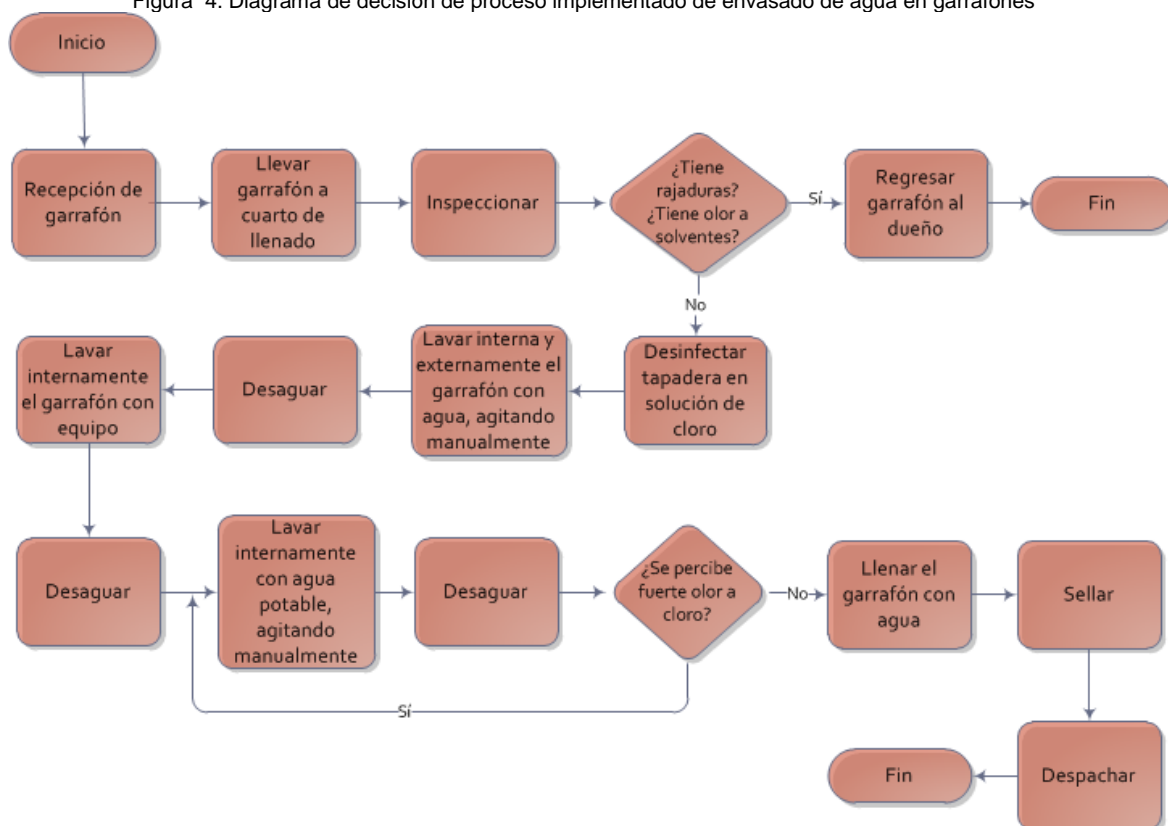 Figura 4. Diagrama de decisión de proceso implementado de envasado de agua en garrafones
Inicio
Recepción de
garrafón
Llevar
garrafón a
cuarto de
llenado
Inspeccionar
¿Tiene
rajaduras?
¿Tiene olor a
solventes?
Sí
Regresar
garrafón al
dueño
Fin
No
Desinfectar
tapadera en
solución de
cloro
Lavar interna y
externamente el
garrafón con
agua, agitando
manualmente
Desaguar
Lavar
internamente
el garrafón con
equipo
Desaguar
Lavar
internamente
con agua
potable,
agitando
manualmente
Desaguar
¿Se percibe
fuerte olor a
cloro?
Sí
No
Llenar el
garrafón con
agua
Sellar
Despachar
Fin